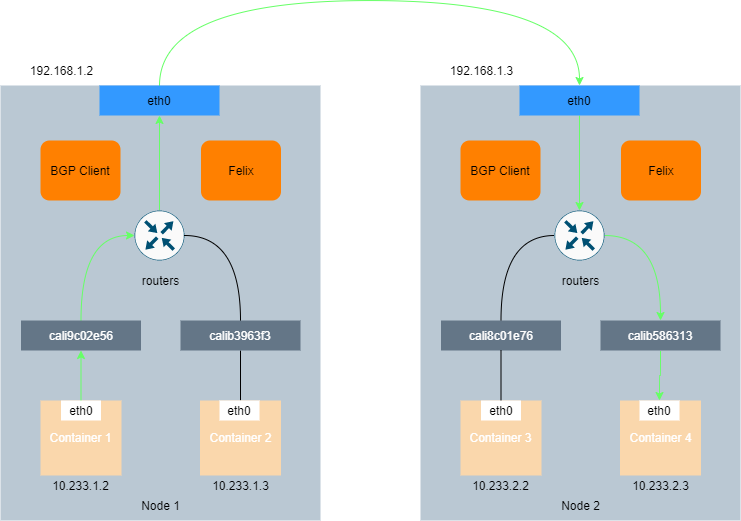 192.168.1.2
192.168.1.3
eth0
eth0
BGP Client
Felix
BGP Client
Felix
routers
routers
cali9c02e56
calib3963f3
cali8c01e76
calib586313
eth0
eth0
eth0
eth0
Container 1
Container 2
Container 3
Container 4
10.233.1.2
10.233.1.3
10.233.2.2
10.233.2.3
Node 1
Node 2